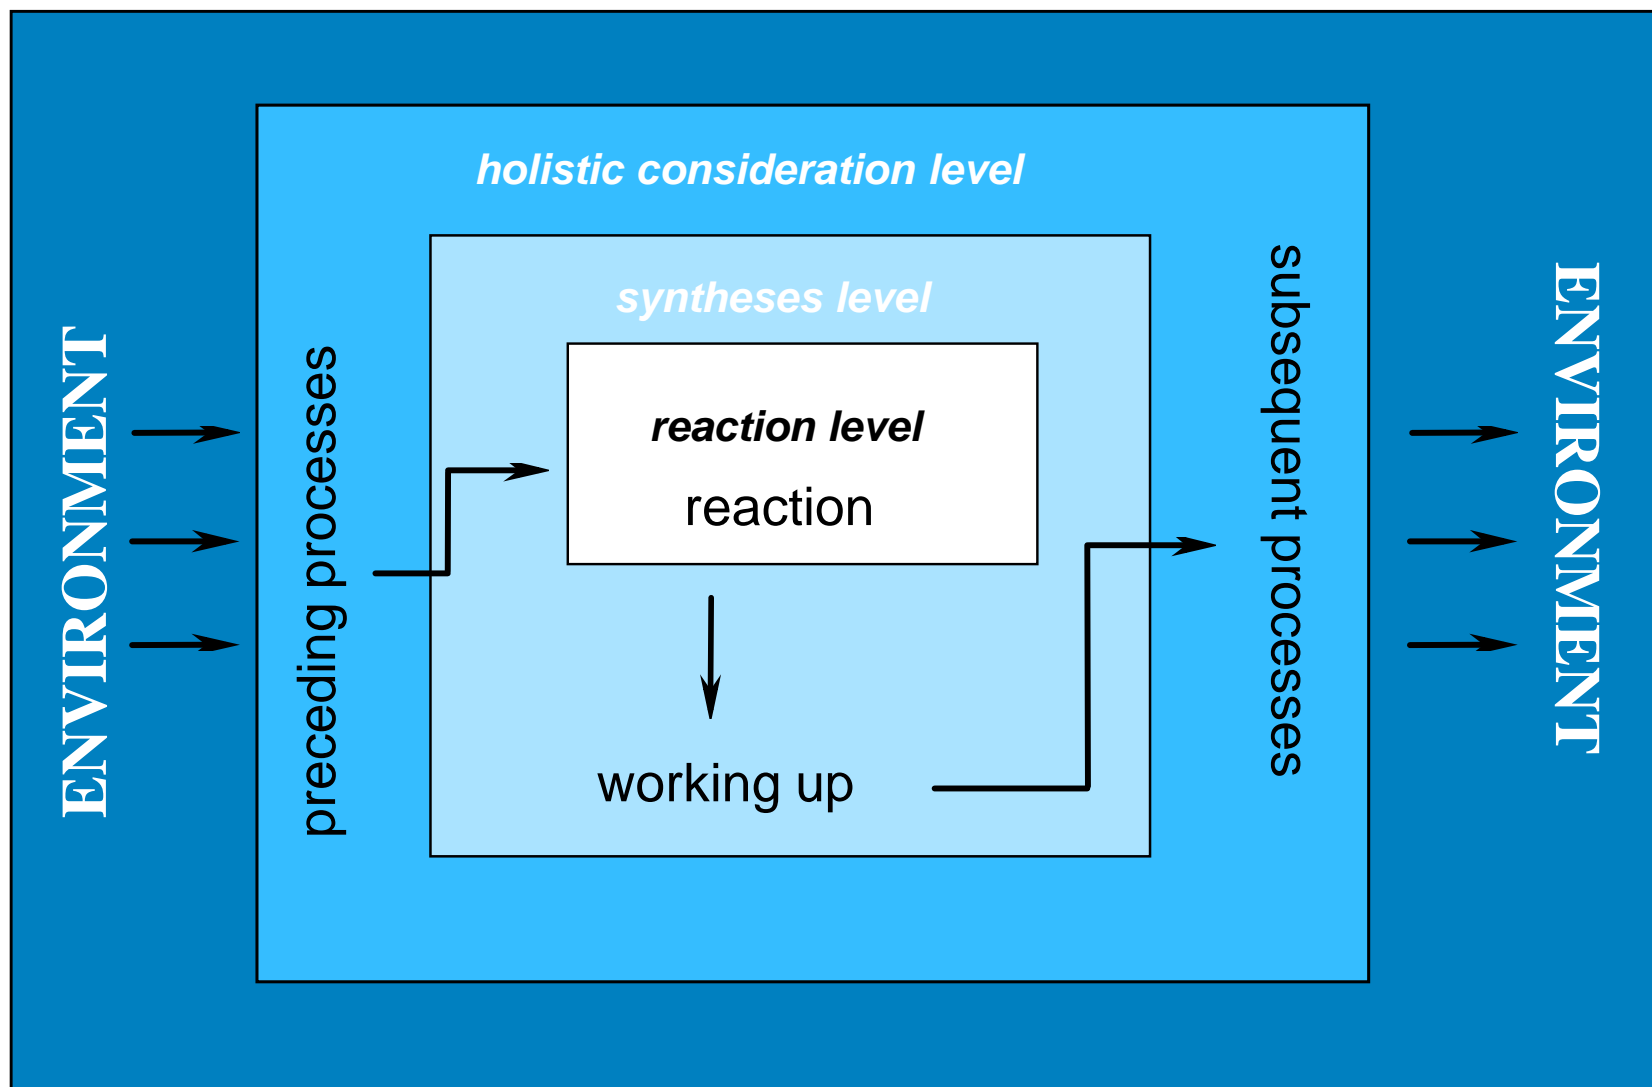 holistic consideration level
syntheses level
reaction level
reaction
working up
ENVIRONMENT
preceding processes
subsequent processes
ENVIRONMENT